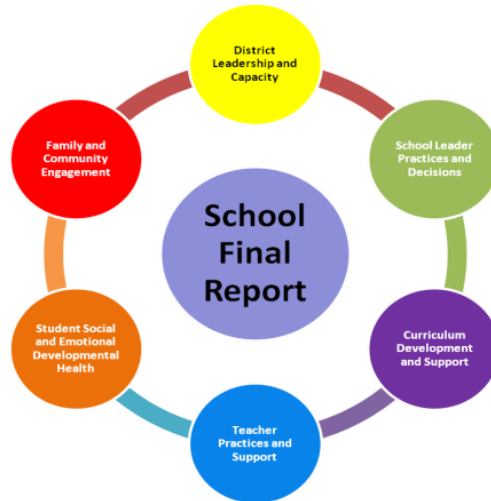 District
Leadership and
Capacity
School Leader
Practices and
Decisions
Curriculum
Development
and Support
Teacher
Practices and
Support
Student Social
and Emotional
Developmental
Health
Family and
Community
Engagement
School
Final
Report